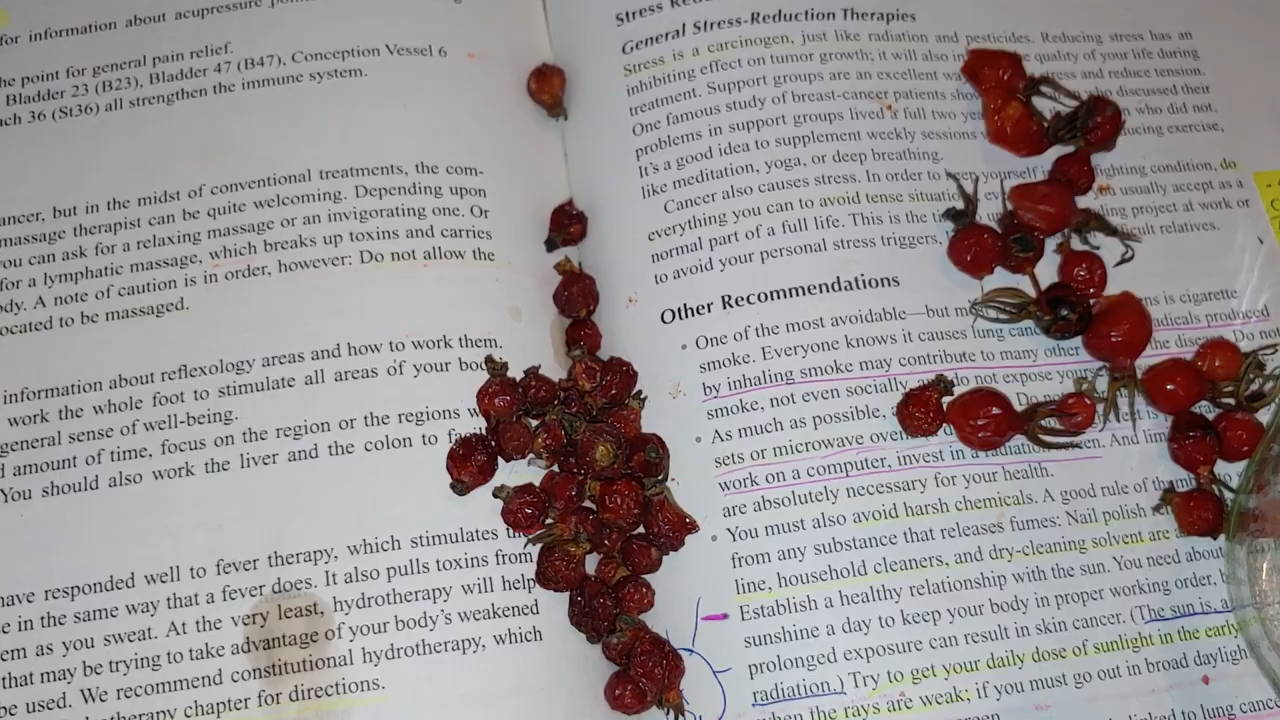 for information about acupressure
he point for general pain relief.
Bladder 23 (B23), Bladder 47 (B47), Conception Vessel 6
ch 36 (St36) all strengthen the immune system.
ancer, but in the midst of conventional treatments, the com-
massage therapist can be quite welcoming. Depending upon
ou can ask for a relaxing massage or an invigorating one. Or
for a lymphatic massage, which breaks up toxins and carries
ody. A note of caution is in order, however: Do not allow the
ocated to be massaged.
information about reflexology areas and how to work them.
work the whole foot to stimulate all areas of your bod
general sense of well-being.
d amount of time, focus on the region or the regions w
You should also work the liver and the colon to fa
have responded well to fever therapy, which stimulates
e in the same way that a fever does. It also pulls toxins from
em as you sweat. At the very least, hydrotherapy will help
that may be trying to take advantage of your body's weakened
be used. We recommend constitutional hydrotherapy, which
therapy chapter for directions.
Stress
General Stress-Reduction Therapies
Stress is a carcinogen, just like radiation and pesticides. Reducing stress has an
inhibiting effect on tumor growth; it will also quality of your life during
treatment. Support groups are an excellent stress and reduce tension.
One famous study of breast-cancer patients who discussed their
problems in support groups lived a full two who did not.
It's a good idea to supplement weekly sessions exercise,
like meditation, yoga, or deep breathing.
Cancer also causes stress. In order to keep yourself fighting condition, do
everything you can to avoid tense usually accept as a
normal part of a full life. This is the project at work or
to avoid your personal stress triggers, relatives.
Other Recommendations
• One of the most avoidable—but is cigarette
smoke. Everyone knows it causes lung radicals produced
by inhaling smoke may contribute to many other the disease. Do not
smoke, not even socially, and do not expose
• As much as possible, Do
sets or microwave
work on a computer, invest in a radiation screen. And
are absolutely necessary for your health.
• You must also avoid harsh chemicals. A good rule of thumb
from any substance that releases fumes: Nail polish
line, household cleaners, and dry-cleaning solvent are
• Establish a healthy relationship with the sun. You need about
sunshine a day to keep your body in proper working order,
prolonged exposure can result in skin cancer. (The sun is, a
radiation.) Try to get your daily dose of sunlight in the early
when the rays are weak; if you must go out in broad dayligh
linked to lung cance